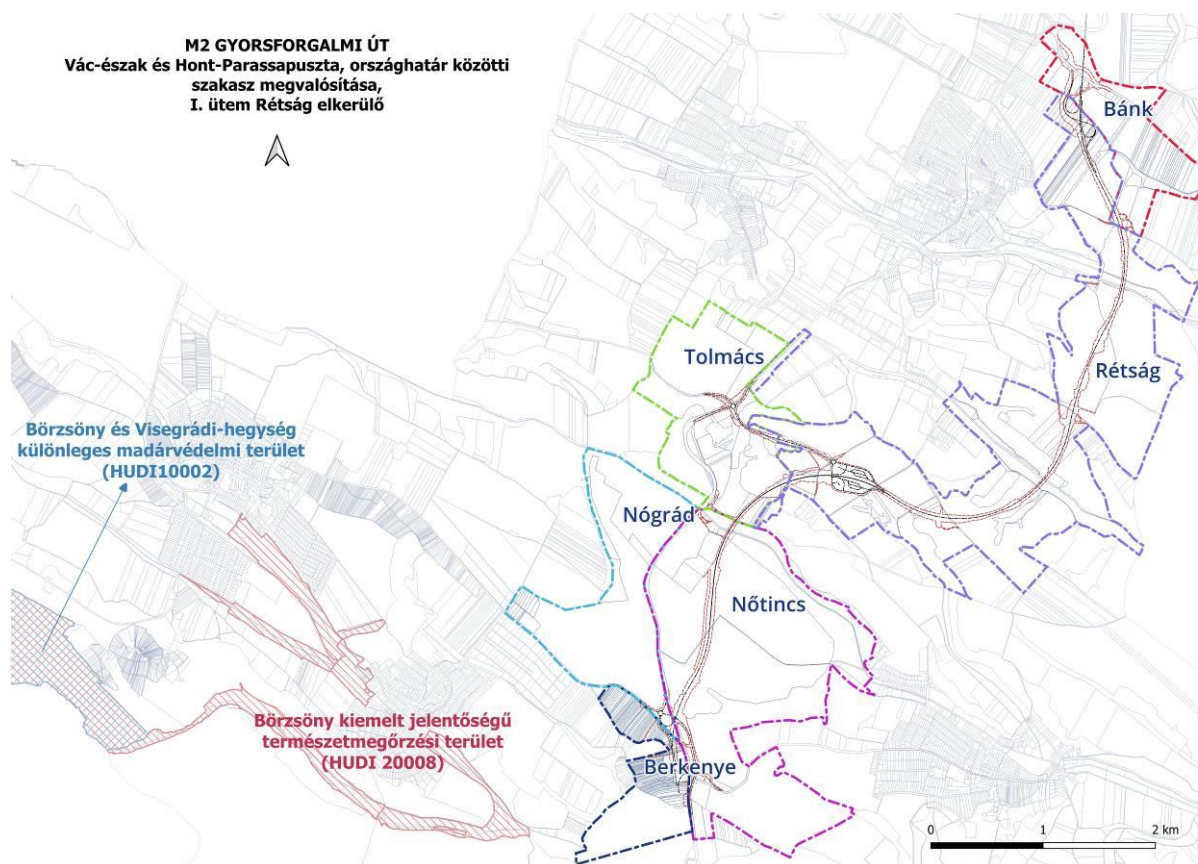 M2 GYORSFORGALMI ÚT
Vác-észak és Hont-Parassapuszta, országhatár közötti
szakasz megvalósítása,
I. ütem Rétság elkerülő
Bánk
Tolmács
Rétság
Börzsöny és Visegrádi-hegység
különleges madárvédelmi terület
(HUDI10002)
Nógrád
Nőtincs
Börzsöny kiemelt jelentőségű
természetmegőrzési terület
(HUDI 20008)
Berkenye
0 1 2 km